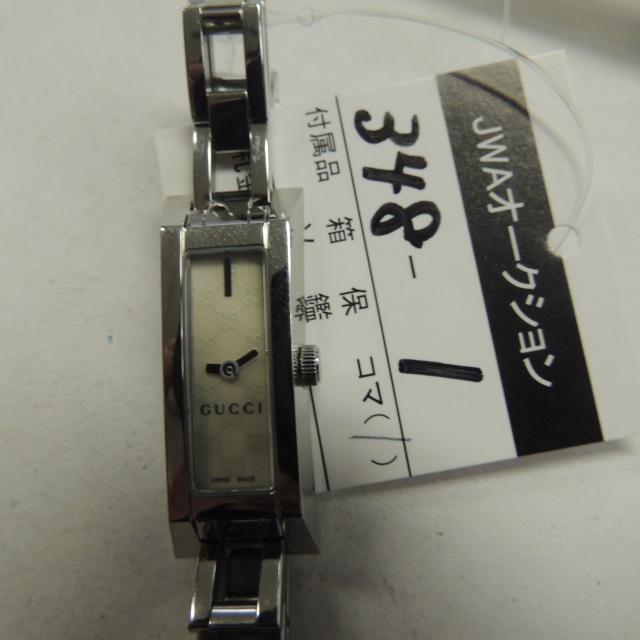 GUCCI
SWISS MADE
JWAオークション
348-1
付属品 箱 保
コマ(1)